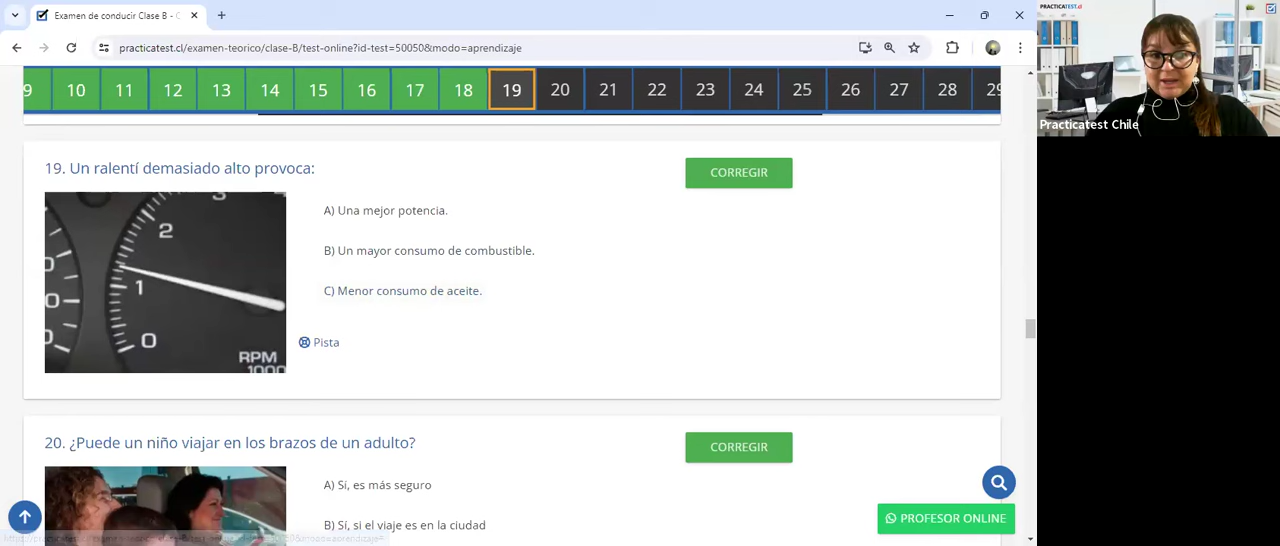 Examen de conducir Clase B - C
practicatest.cl/examen-teorico/clase-B/test-online?id-test=50050&modo=aprendizaje
9 10 11 12 13 14 15 16 17 18 19 20 21 22 23 24 25 26 27 28 29
19. Un ralentí demasiado alto provoca:
CORREGIR
A) Una mejor potencia.
B) Un mayor consumo de combustible.
C) Menor consumo de aceite.
Pista
3
2
1
0
RPM
1000
20. ¿Puede un niño viajar en los brazos de un adulto?
CORREGIR
A) Sí, es más seguro
B) Sí, si el viaje es en la ciudad
PROFESOR ONLINE
PRACTICATEST.cl
Practicatest Chile